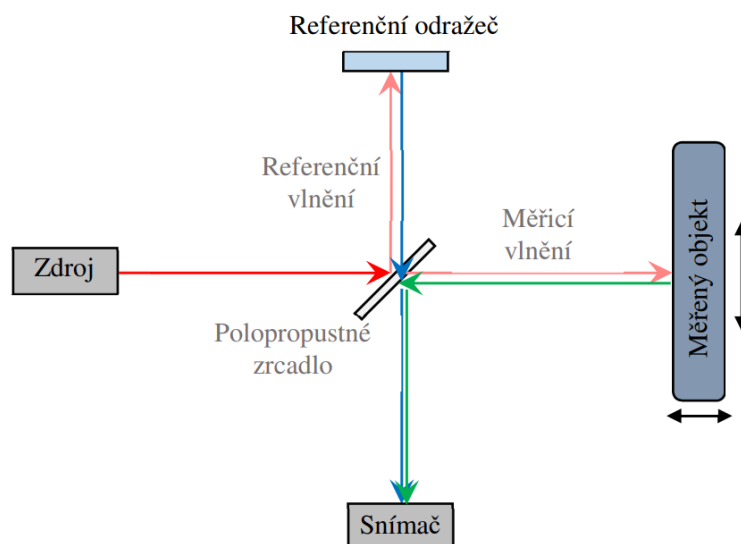 Referenční odražeč
Referenční
vlnění
Měřicí
vlnění
Zdroj
Měřený objekt
Polopropustné
zrcadlo
Snímač